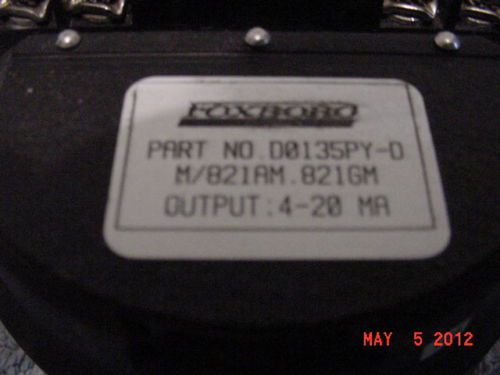 FOXBORO
PART NO. D0135PY-D
M/821AM.821GM
OUTPUT:4-20 MA
MAY 5 2012